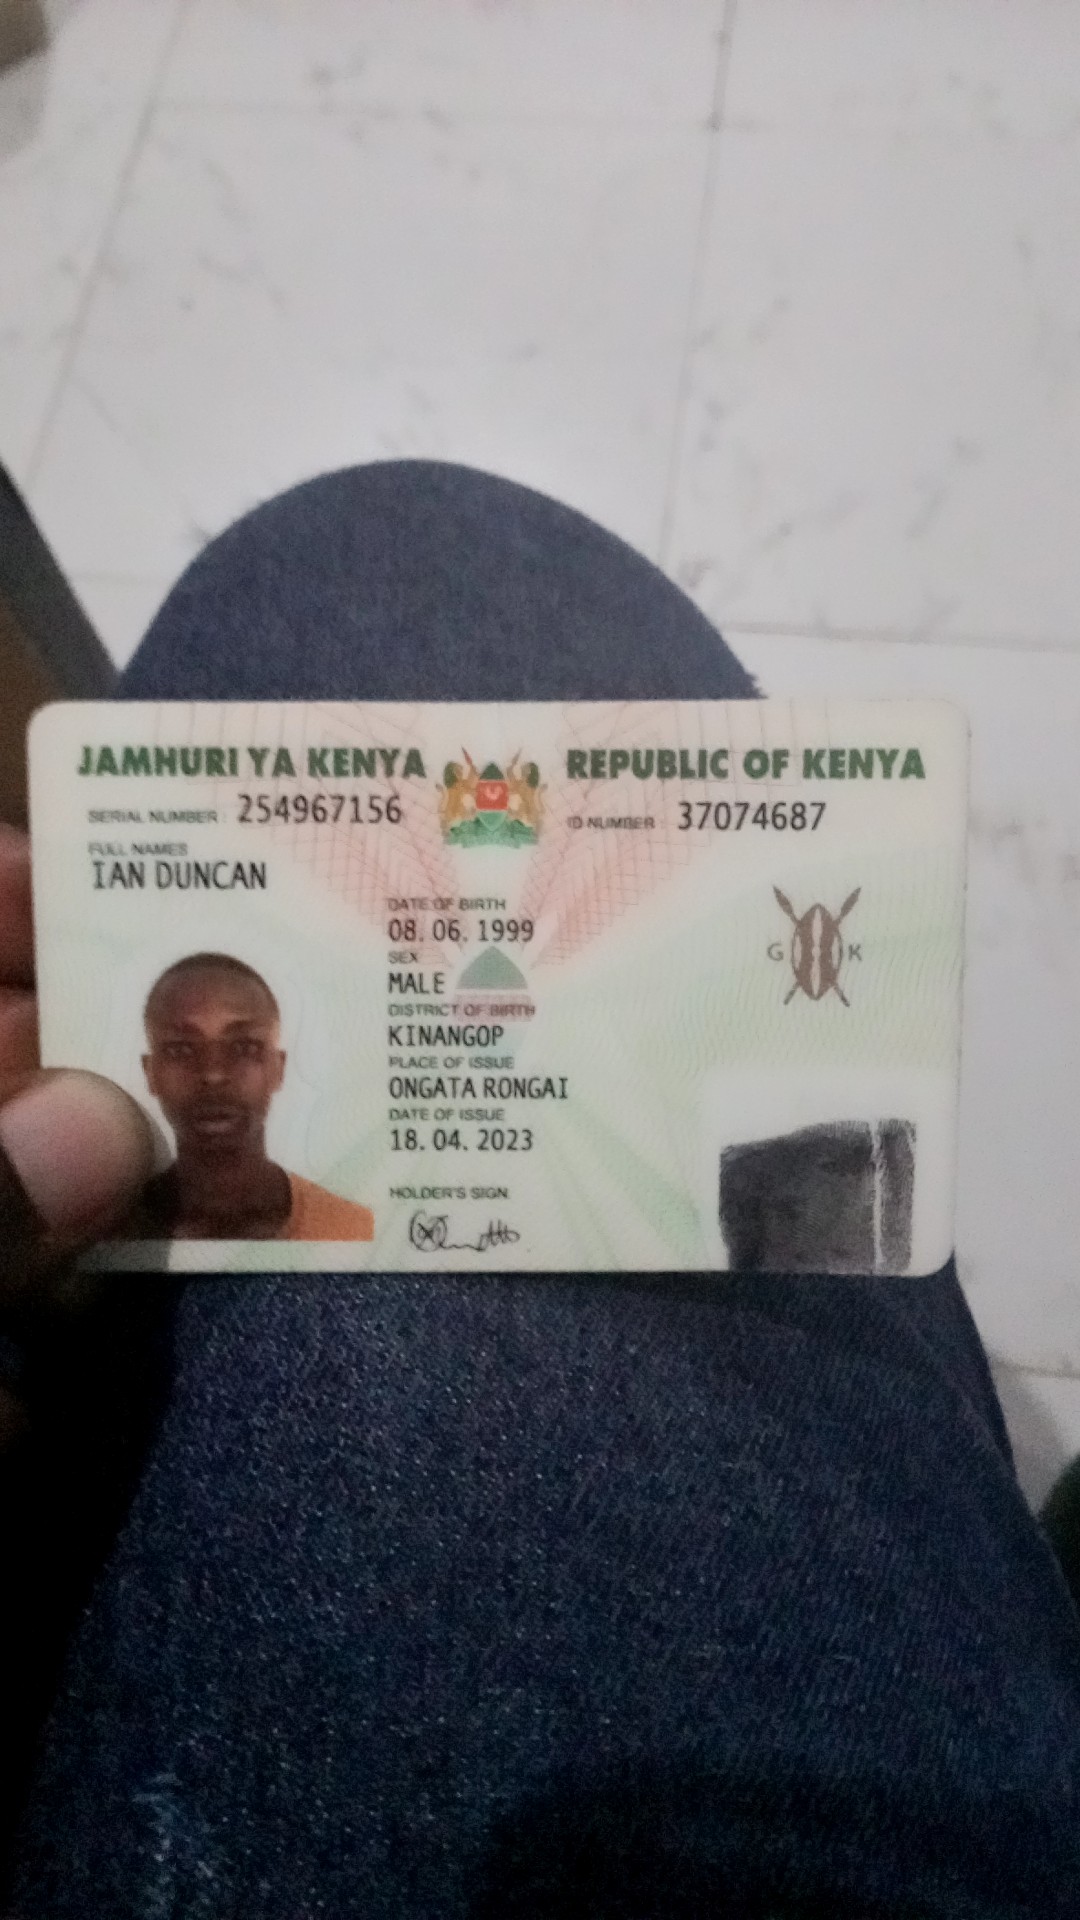 JAMHURI YA KENYA REPUBLIC OF KENYA
SERIAL NUMBER : 254967156 ID NUMBER : 37074687
FULL NAMES
IAN DUNCAN
DATE OF BIRTH
08. 06. 1999
SEX
MALE
DISTRICT OF BIRTH
KINANGOP
PLACE OF ISSUE
ONGATA RONGAI
DATE OF ISSUE
18. 04. 2023
HOLDER'S SIGN.
G K